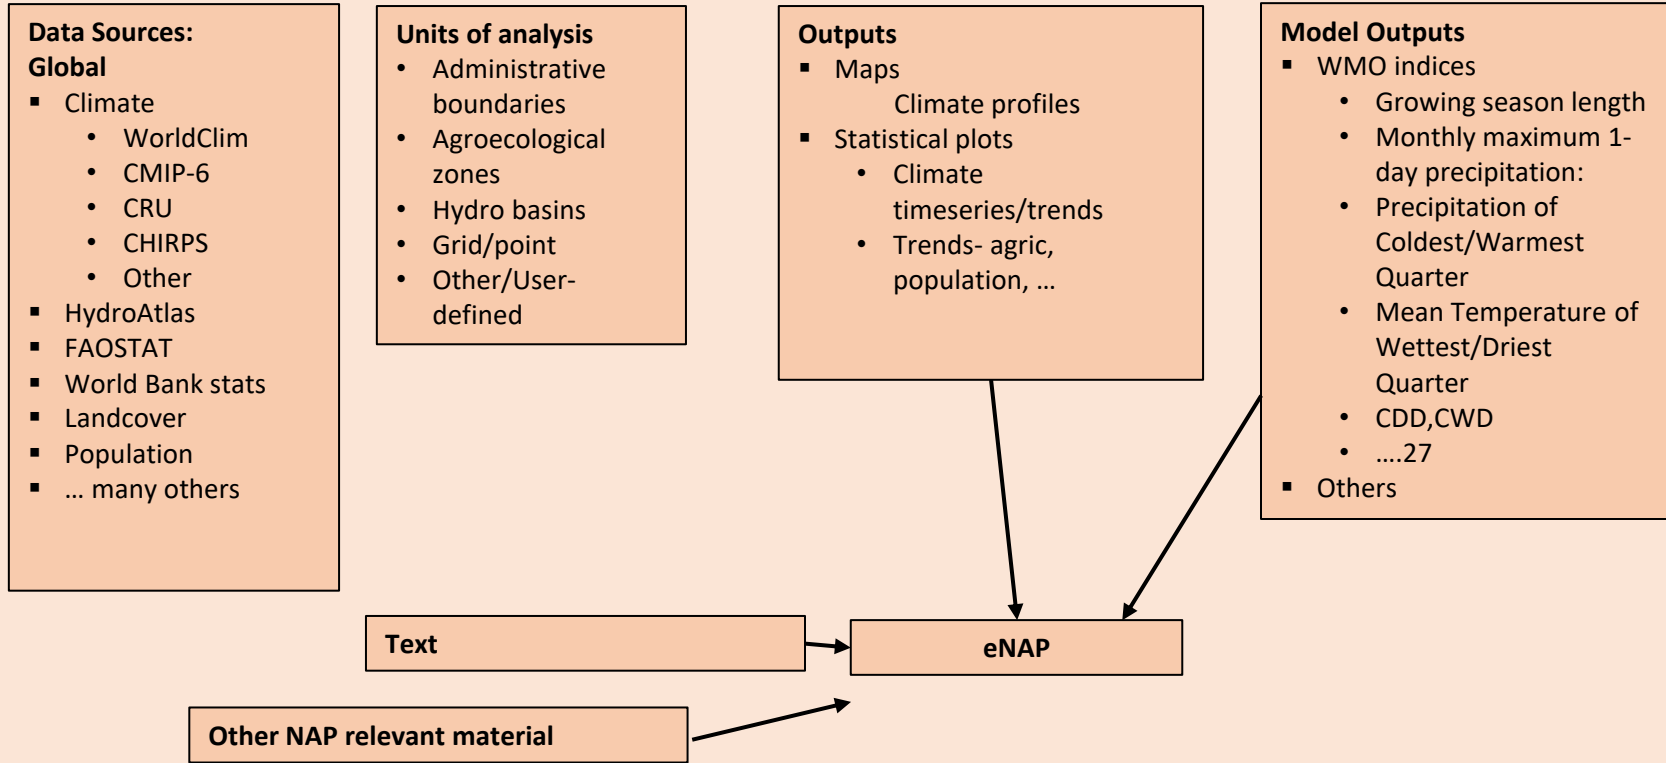 Data Sources:
Global
▪ Climate
• WorldClim
• CMIP-6
• CRU
• CHIRPS
• Other
▪ HydroAtlas
▪ FAOSTAT
▪ World Bank stats
▪ Landcover
▪ Population
▪ … many others
Units of analysis
• Administrative
boundaries
• Agroecological
zones
• Hydro basins
• Grid/point
• Other/User-
defined
Outputs
▪ Maps
Climate profiles
▪ Statistical plots
• Climate
timeseries/trends
• Trends- agric,
population, …
Model Outputs
▪ WMO indices
• Growing season length
• Monthly maximum 1-
day precipitation:
• Precipitation of
Coldest/Warmest
Quarter
• Mean Temperature of
Wettest/Driest
Quarter
• CDD,CWD
• ….27
▪ Others
Text
eNAP
Other NAP relevant material